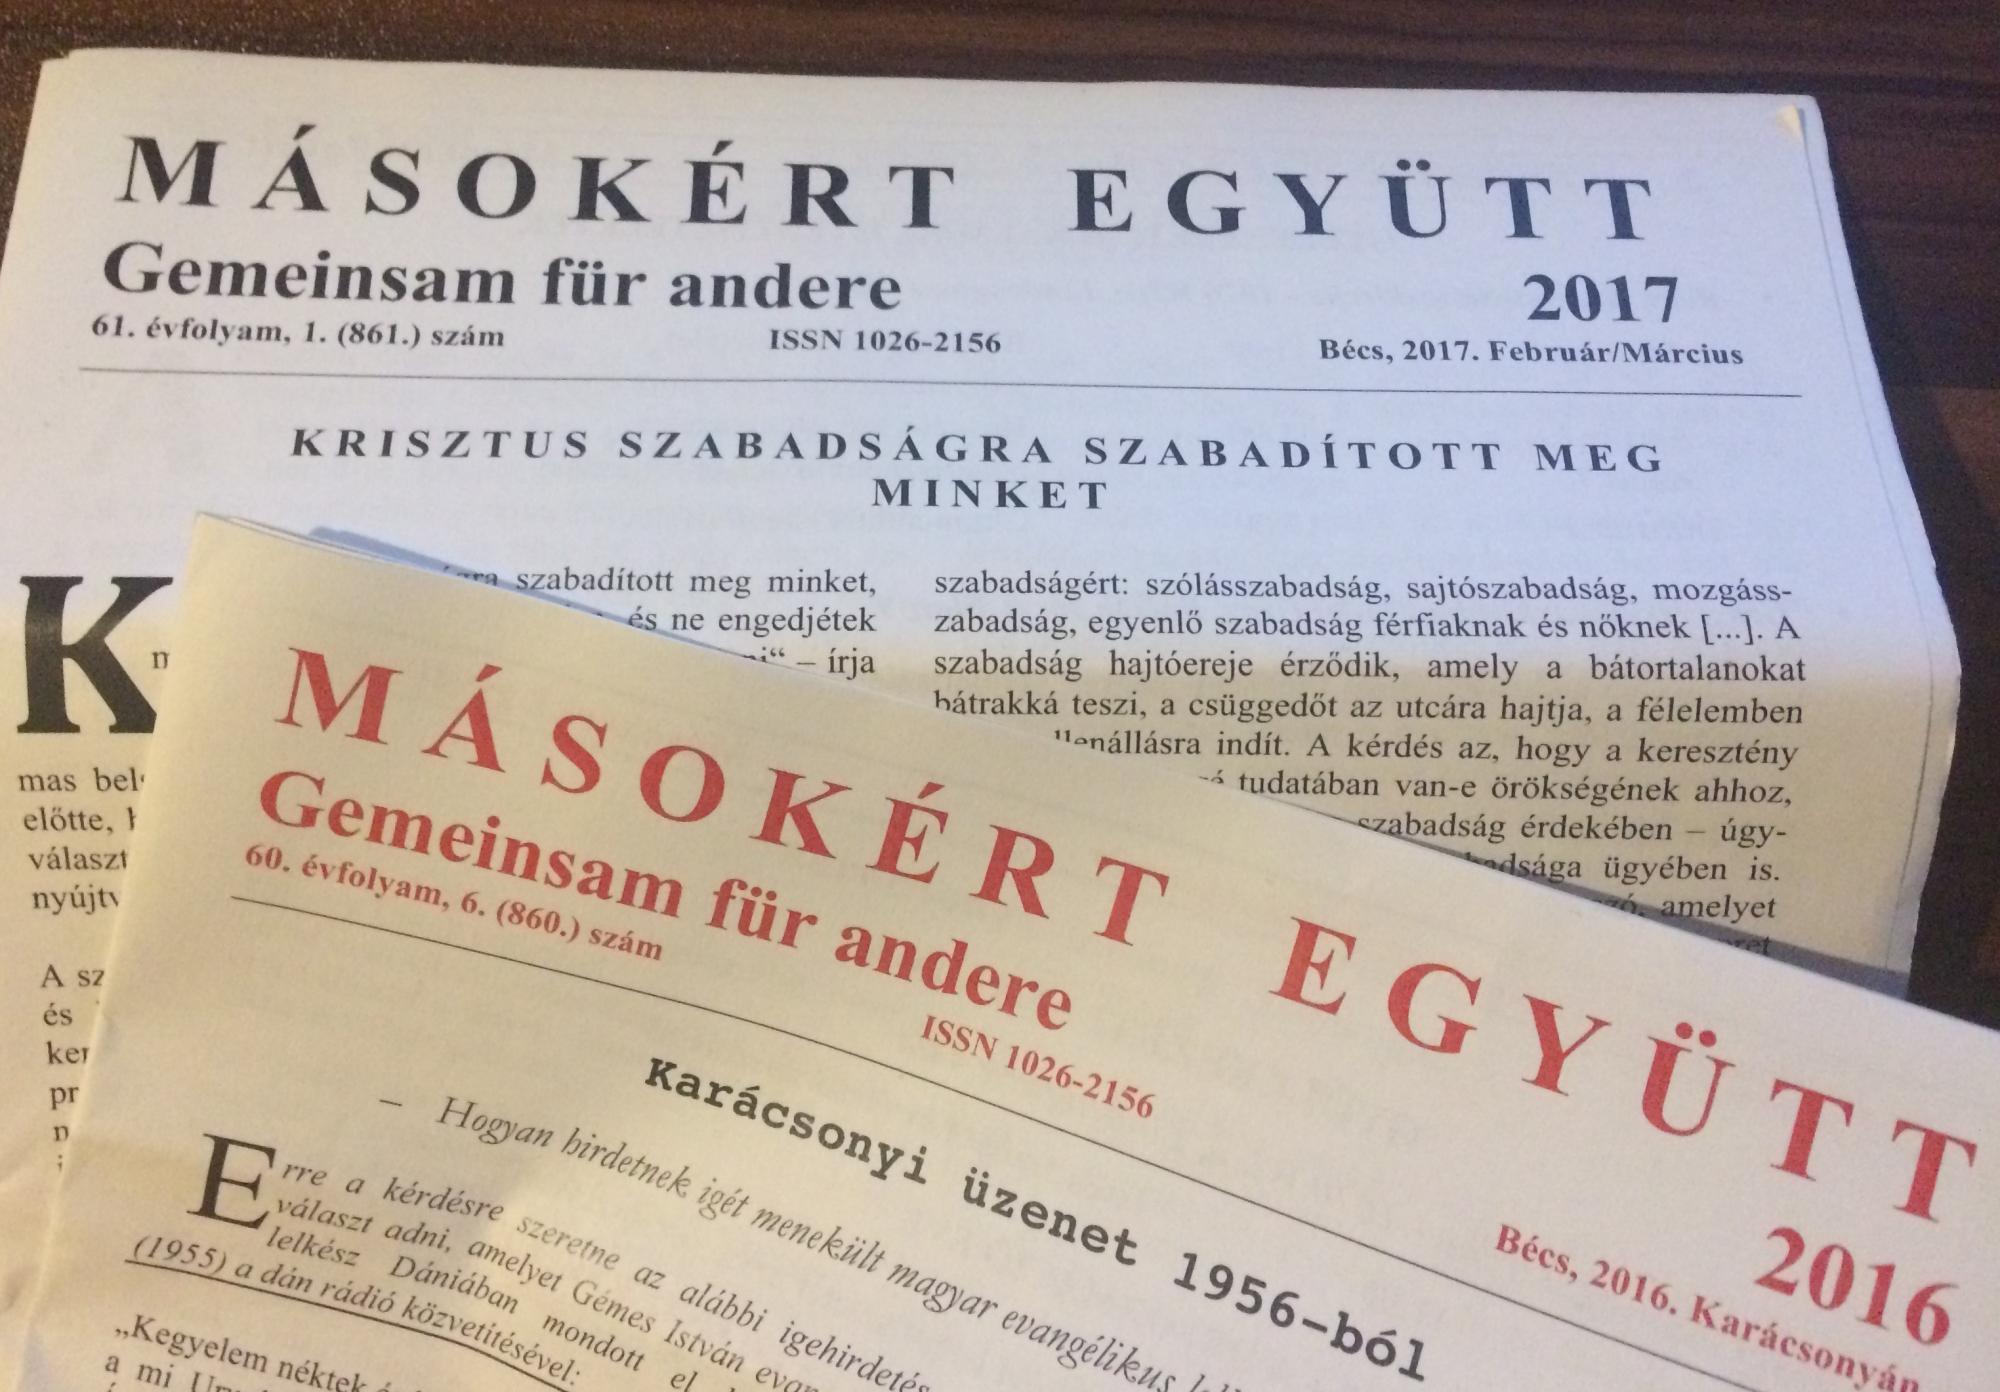 MÁSOKÉRT EGYÜTT
Gemeinsam für andere 2017
61. évfolyam, 1. (861.) szám ISSN 1026-2156 Bécs, 2017. Február/Március
KRISZTUS SZABADSÁGRA SZABADÍTOTT MEG
MINKET
K
szabadított meg minket,
és ne engedjétek
– írja
mas
előtte,
választ
A sz
és
szabadságért: szólásszabadság, sajtószabadság, mozgáss-
zabadság, egyenlő szabadság férfiaknak és nőknek [...]. A
szabadság hajtóereje érződik, amely a bátortalanokat
bátrakká teszi, a csüggedőt az utcára hajtja, a félelemben
indít. A kérdés az, hogy a keresztény
tudatában van-e örökségének ahhoz,
szabadság érdekében – úgy-
ügyében is.
amelyet
MÁSOKÉRT EGYÜTT
Gemeinsam für andere 2016
60. évfolyam, 6. (860.) szám ISSN 1026-2156 Bécs, 2016. Karácsonyán
Karácsonyi üzenet 1956-ból
– Hogyan hirdetnek igét menekült magyar evangélikus
Erre a kérdésre szeretne az alábbi igehirdetés
választ adni, amelyet Gémes István
lelkész Dániában mondott el
(1955) a dán rádió közvetítésével:
„Kegyelem néktek
a mi